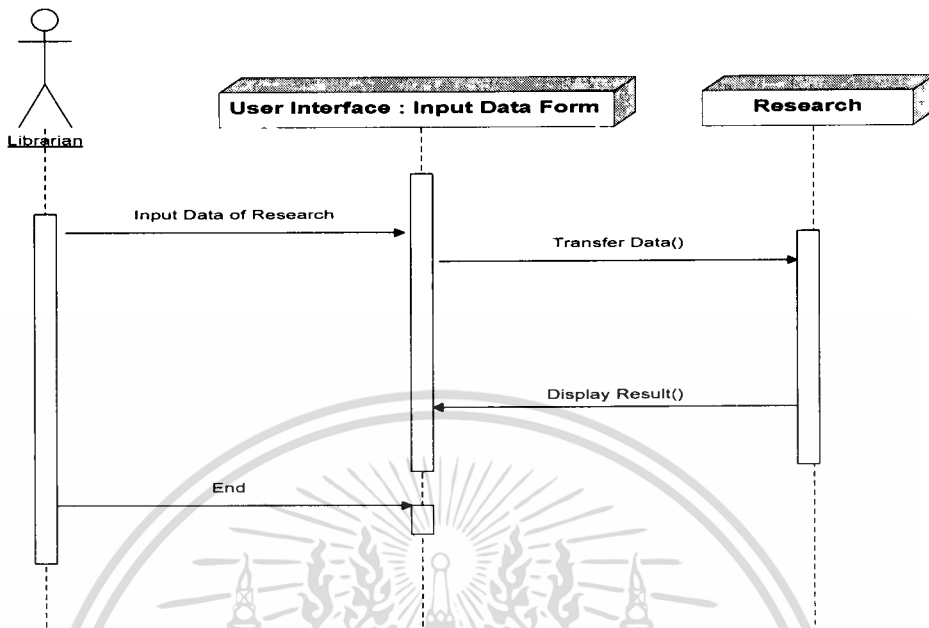 Librarian
User Interface : Input Data Form
Research
Input Data of Research
Transfer Data()
Display Result()
End